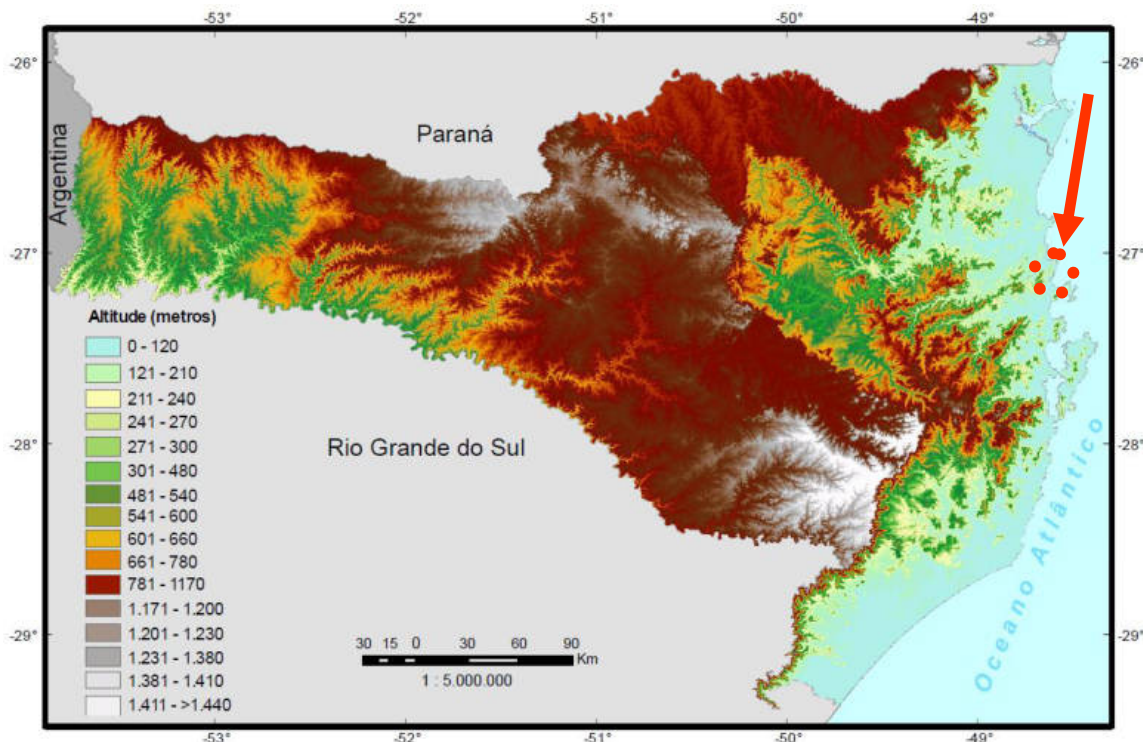 -53° -52° -51° -50° -49°
-26° -26°
Paraná
Argentina
-27° -27°
Altitude (metros)
0 - 120
121 - 210
211 - 240
241 - 270
271 - 300
301 - 480
481 - 540
541 - 600
601 - 660
661 - 780
781 - 1170
1.171 - 1.200
1.201 - 1.230
1.231 - 1.380
1.381 - 1.410
1.411 - >1.440
Rio Grande do Sul
-28° -28°
Oceano Atlântico
-29° -29°
30 15 0 30 60 90
Km
1 : 5.000.000
-53° -52° -51° -50° -49°